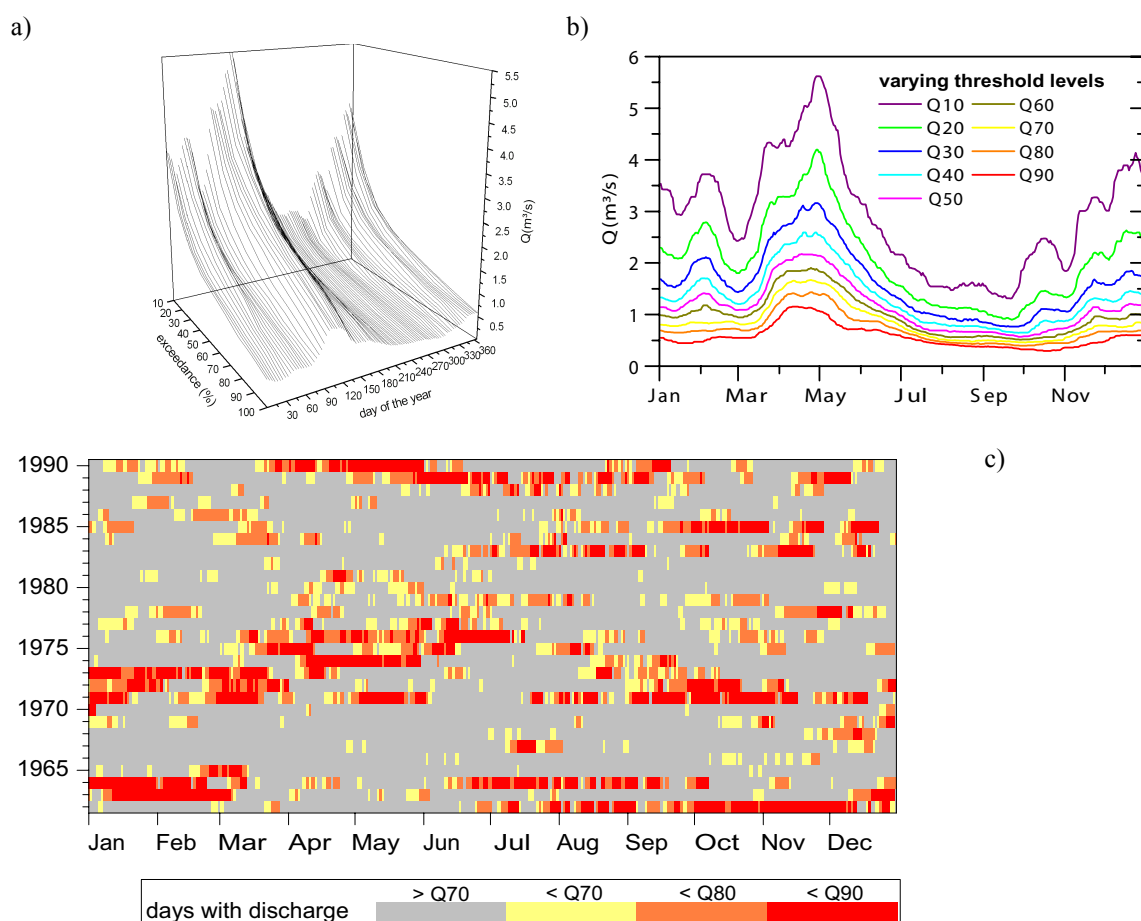 a)
5.5
5.0
4.5
4.0
3.5
3.0
2.5
2.0
1.5
1.0
0.5
Q(m³/s)
10
20
30
40
50
60
70
80
90
100
exceedance (%)
30
60
90
120
150
180
210
240
270
300
330
360
day of the year
b)
6
5
4
3
2
1
0
Q (m³/s)
varying threshold levels
Q10 Q60
Q20 Q70
Q30 Q80
Q40 Q90
Q50
Jan Mar May Jul Sep Nov
c)
1990
1985
1980
1975
1970
1965
Jan Feb Mar Apr May Jun Jul Aug Sep Oct Nov Dec
> Q70 < Q70 < Q80 < Q90
days with discharge